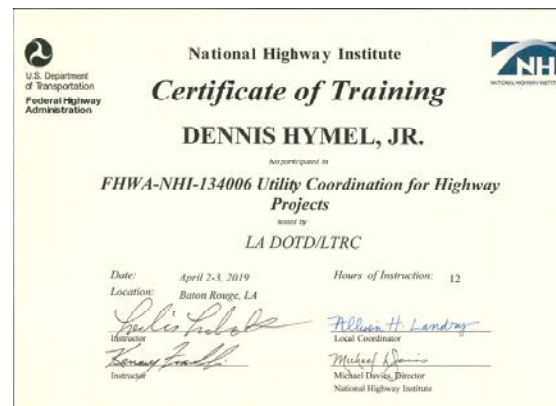 U.S. Department
of Transportation
Federal Highway
Administration
National Highway Institute
NHI
NATIONAL HIGHWAY INSTITUTE
Certificate of Training
DENNIS HYMEL, JR.
has participated in
FHWA-NHI-134006 Utility Coordination for Highway
Projects
hosted by
LA DOTD/LTRC
Date: April 2-3, 2019 Hours of Instruction: 12
Location: Baton Rouge, LA
Allison H. Landry
Instructor Local Coordinator
Instructor Michael Davies, Director
National Highway Institute